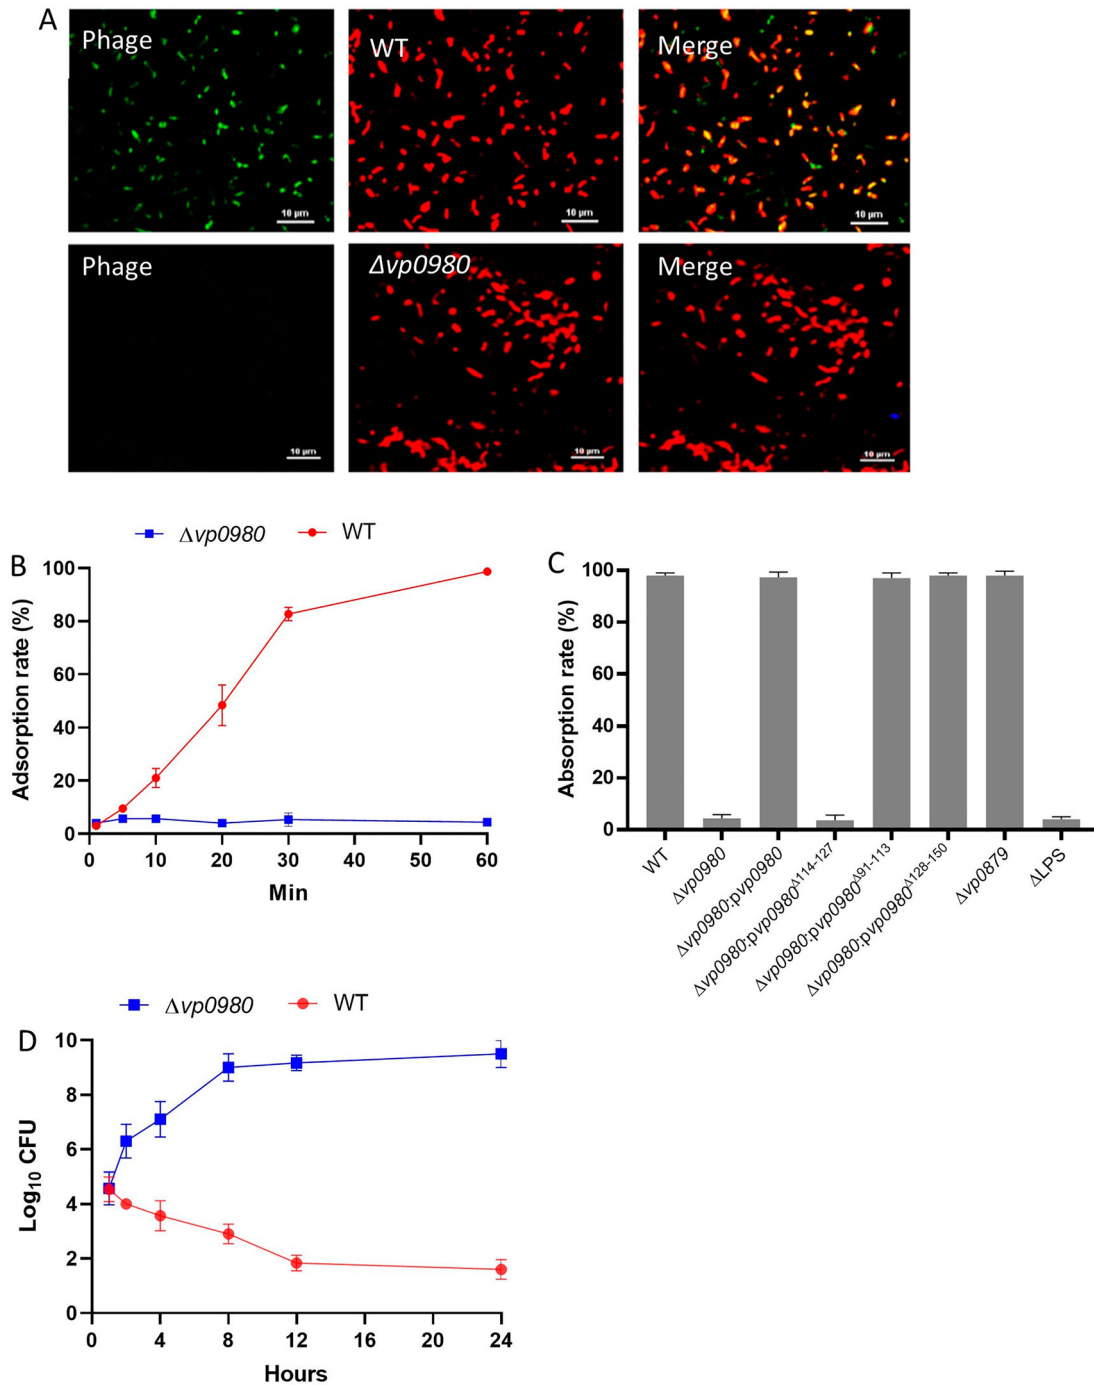 A
Phage
WT
Merge
10 µm
10 µm
10 µm
Phage
Δvp0980
Merge
10 µm
10 µm
10 µm
Δvp0980
WT
B
100
80
60
40
20
0
Adsorption rate (%)
0
10
20
30
40
50
60
Min
C
100
80
60
40
20
0
Absorption rate (%)
WT
Δvp0980
Δvp0980:pvp0980
Δvp0980:pvp0980Δ114-127
Δvp0980:pvp0980Δ91-113
Δvp0980:pvp0980Δ128-150
Δvp0879
ΔLPS
Δvp0980
WT
D
10
8
6
4
2
0
Log10 CFU
0
4
8
12
16
20
24
Hours